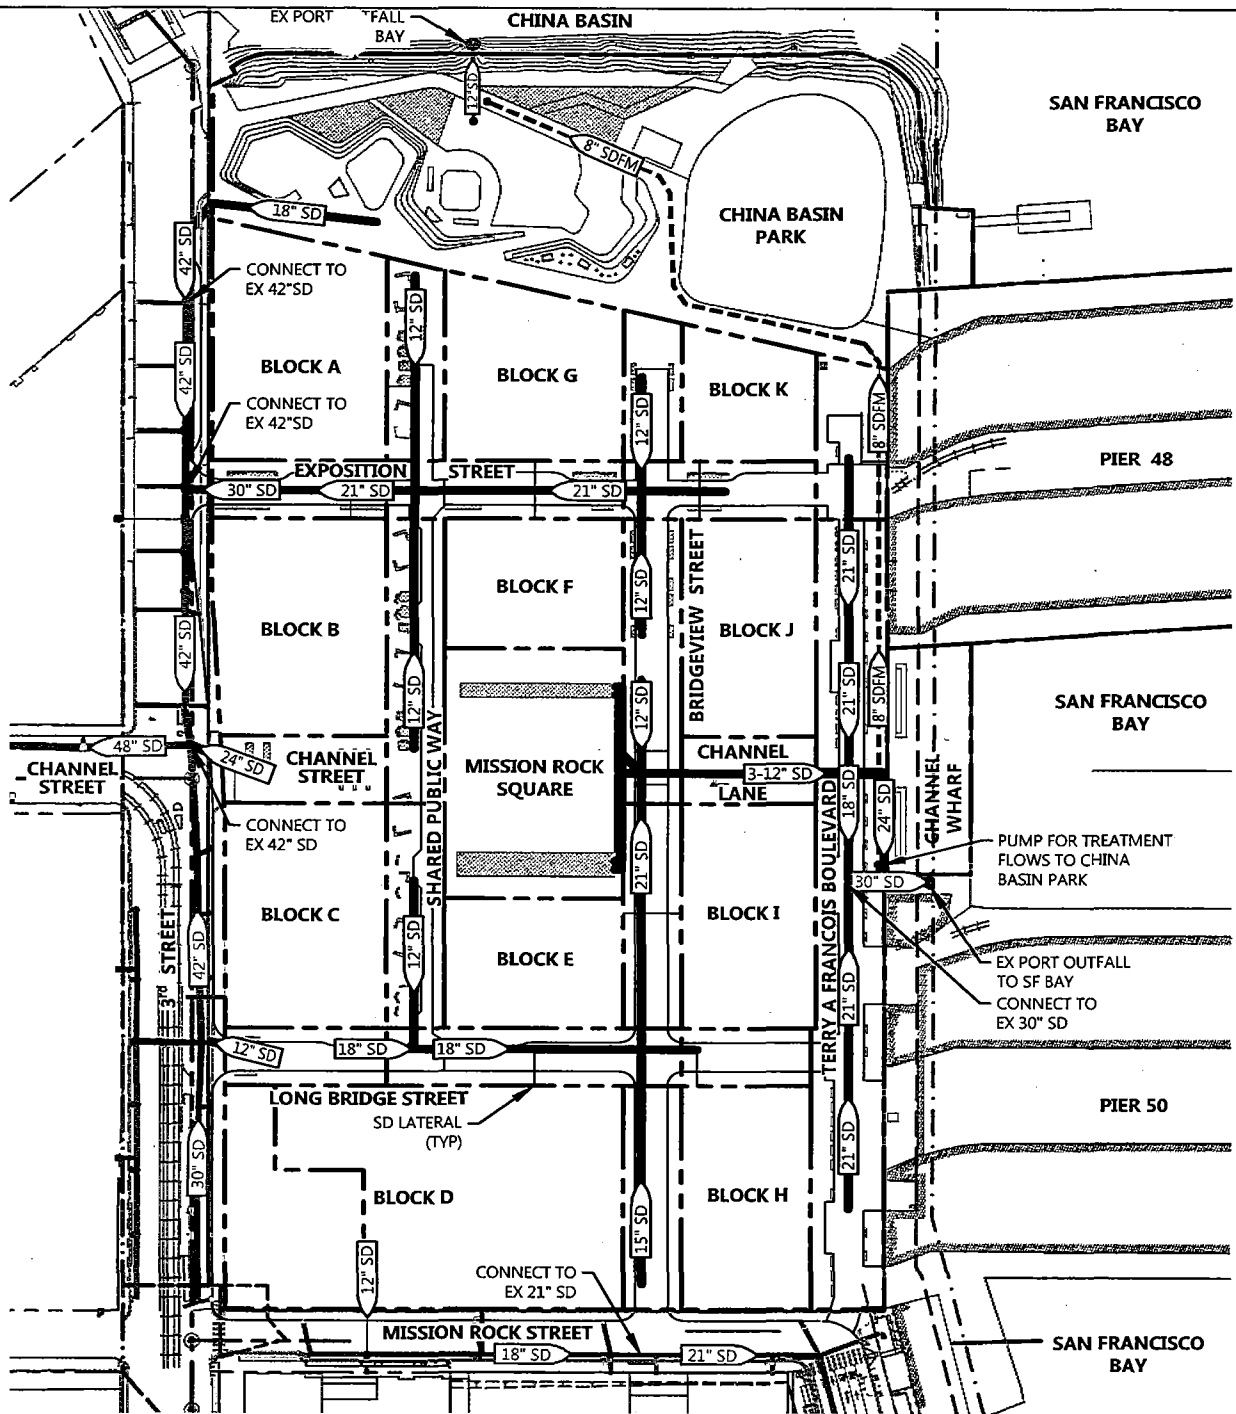 EX PORT TFALL
BAY
CHINA BASIN
12"SD
SAN FRANCISCO
BAY
8" SDFM
CHINA BASIN
PARK
18" SD
42" SD
CONNECT TO
EX 42"SD
12" SD
BLOCK A
BLOCK G
BLOCK K
42" SD
CONNECT TO
EX 42"SD
12" SD
8" SDFM
PIER 48
EXPOSITION STREET
30" SD
21" SD
21" SD
BLOCK F
12" SD
BRIDGEVIEW STREET
21" SD
BLOCK B
BLOCK J
42" SD
12" SD
12" SD
21" SD
8" SDFM
SAN FRANCISCO
BAY
48" SD
24" SD
CHANNEL
STREET
CHANNEL
STREET
SHARED PUBLIC WAY
MISSION ROCK
SQUARE
CHANNEL
3-12" SD
LANE
TERRY A FRANCOIS BOULEVARD
18" SD
24" SD
CHANNEL
WHARF
CONNECT TO
EX 42" SD
21" SD
PUMP FOR TREATMENT
FLOWS TO CHINA
BASIN PARK
30" SD
3rd STREET
42" SD
BLOCK C
12" SD
BLOCK E
BLOCK I
21" SD
EX PORT OUTFALL
TO SF BAY
CONNECT TO
EX 30" SD
12" SD
18" SD
18" SD
LONG BRIDGE STREET
SD LATERAL
(TYP)
PIER 50
30" SD
21" SD
BLOCK D
BLOCK H
15" SD
12" SD
CONNECT TO
EX 21" SD
MISSION ROCK STREET
18" SD
21" SD
SAN FRANCISCO
BAY